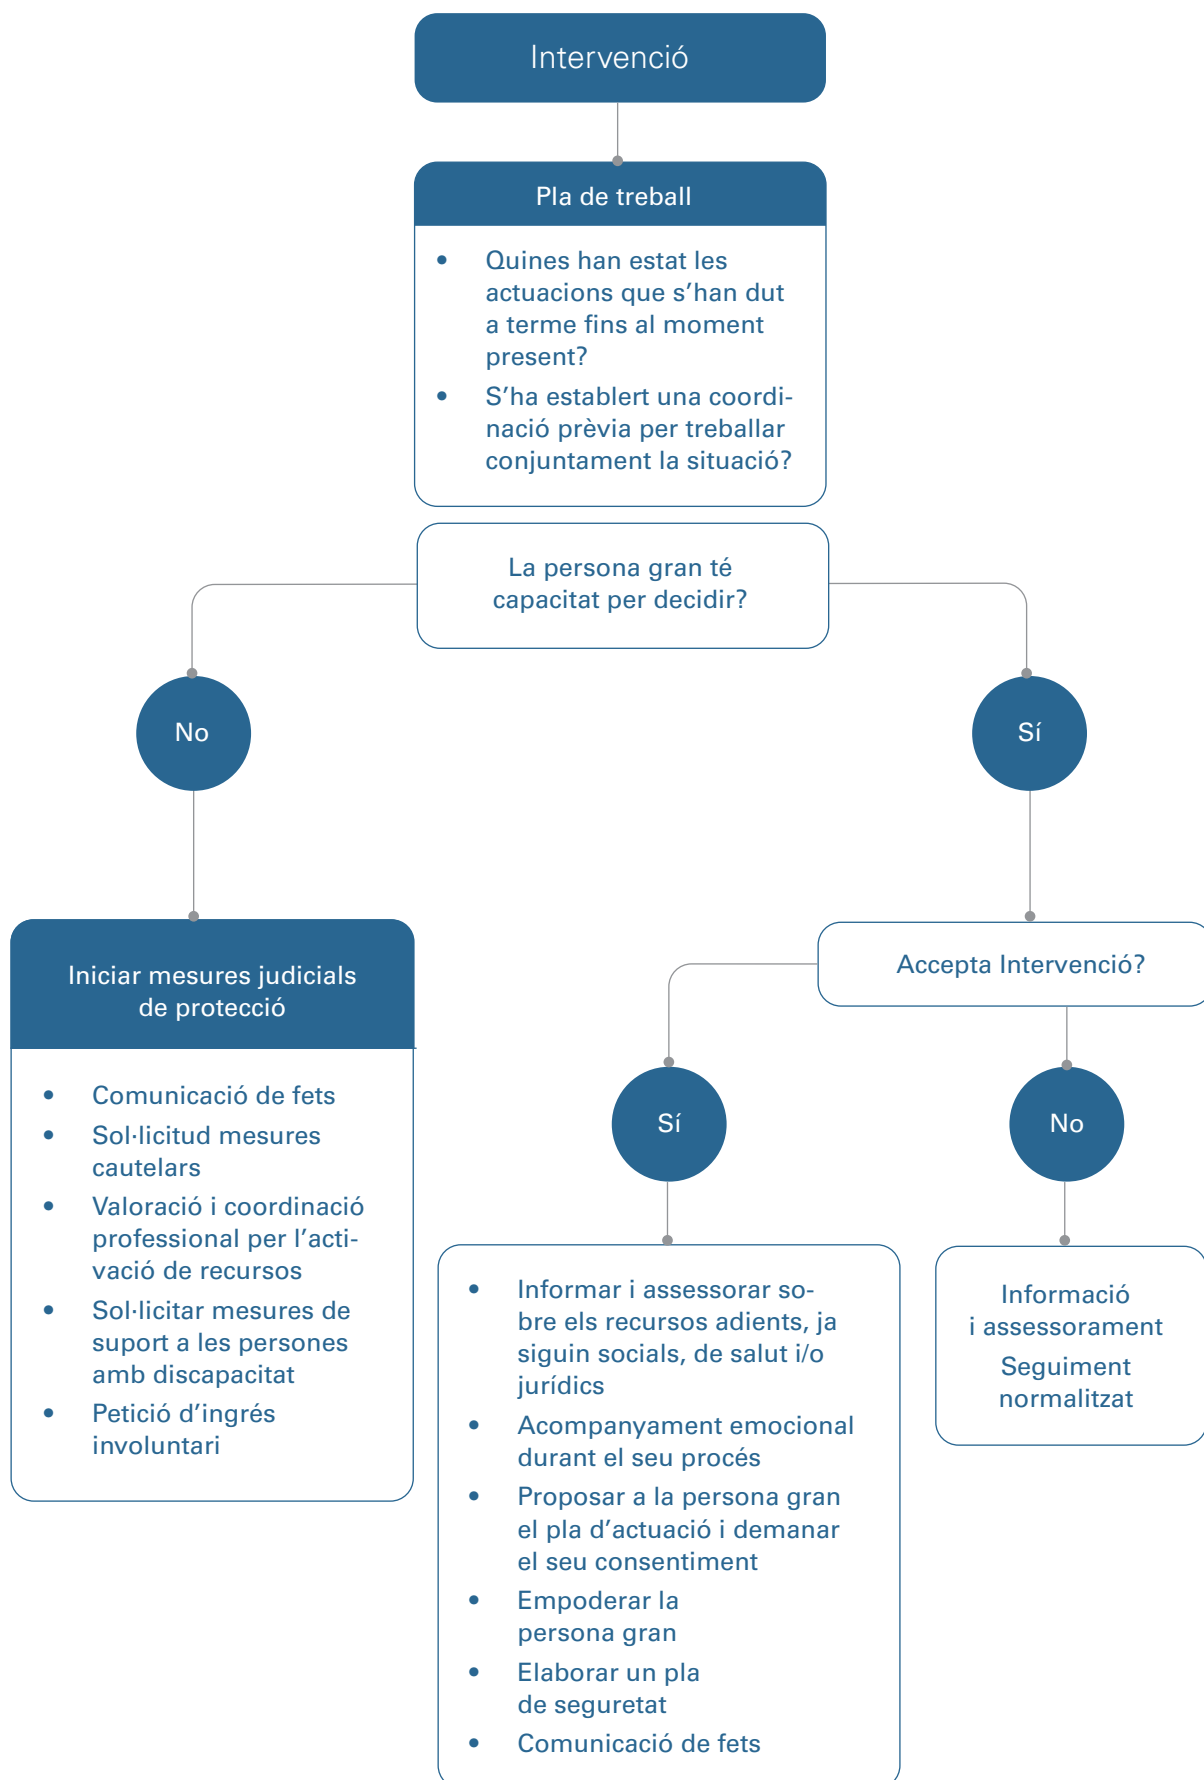 Intervenció
Pla de treball
• Quines han estat les
actuacions que s’han dut
a terme fins al moment
present?
• S’ha establert una coordi-
nació prèvia per treballar
conjuntament la situació?
La persona gran té
capacitat per decidir?
No
Sí
Iniciar mesures judicials
de protecció
• Comunicació de fets
• Sol·licitud mesures
cautelars
• Valoració i coordinació
professional per l’acti-
vació de recursos
• Sol·licitar mesures de
suport a les persones
amb discapacitat
• Petició d’ingrés
involuntari
Accepta Intervenció?
Sí
No
• Informar i assessorar so-
bre els recursos adients, ja
siguin socials, de salut i/o
jurídics
• Acompanyament emocional
durant el seu procés
• Proposar a la persona gran
el pla d’actuació i demanar
el seu consentiment
• Empoderar la
persona gran
• Elaborar un pla
de seguretat
• Comunicació de fets
Informació
i assessorament
Seguiment
normalitzat